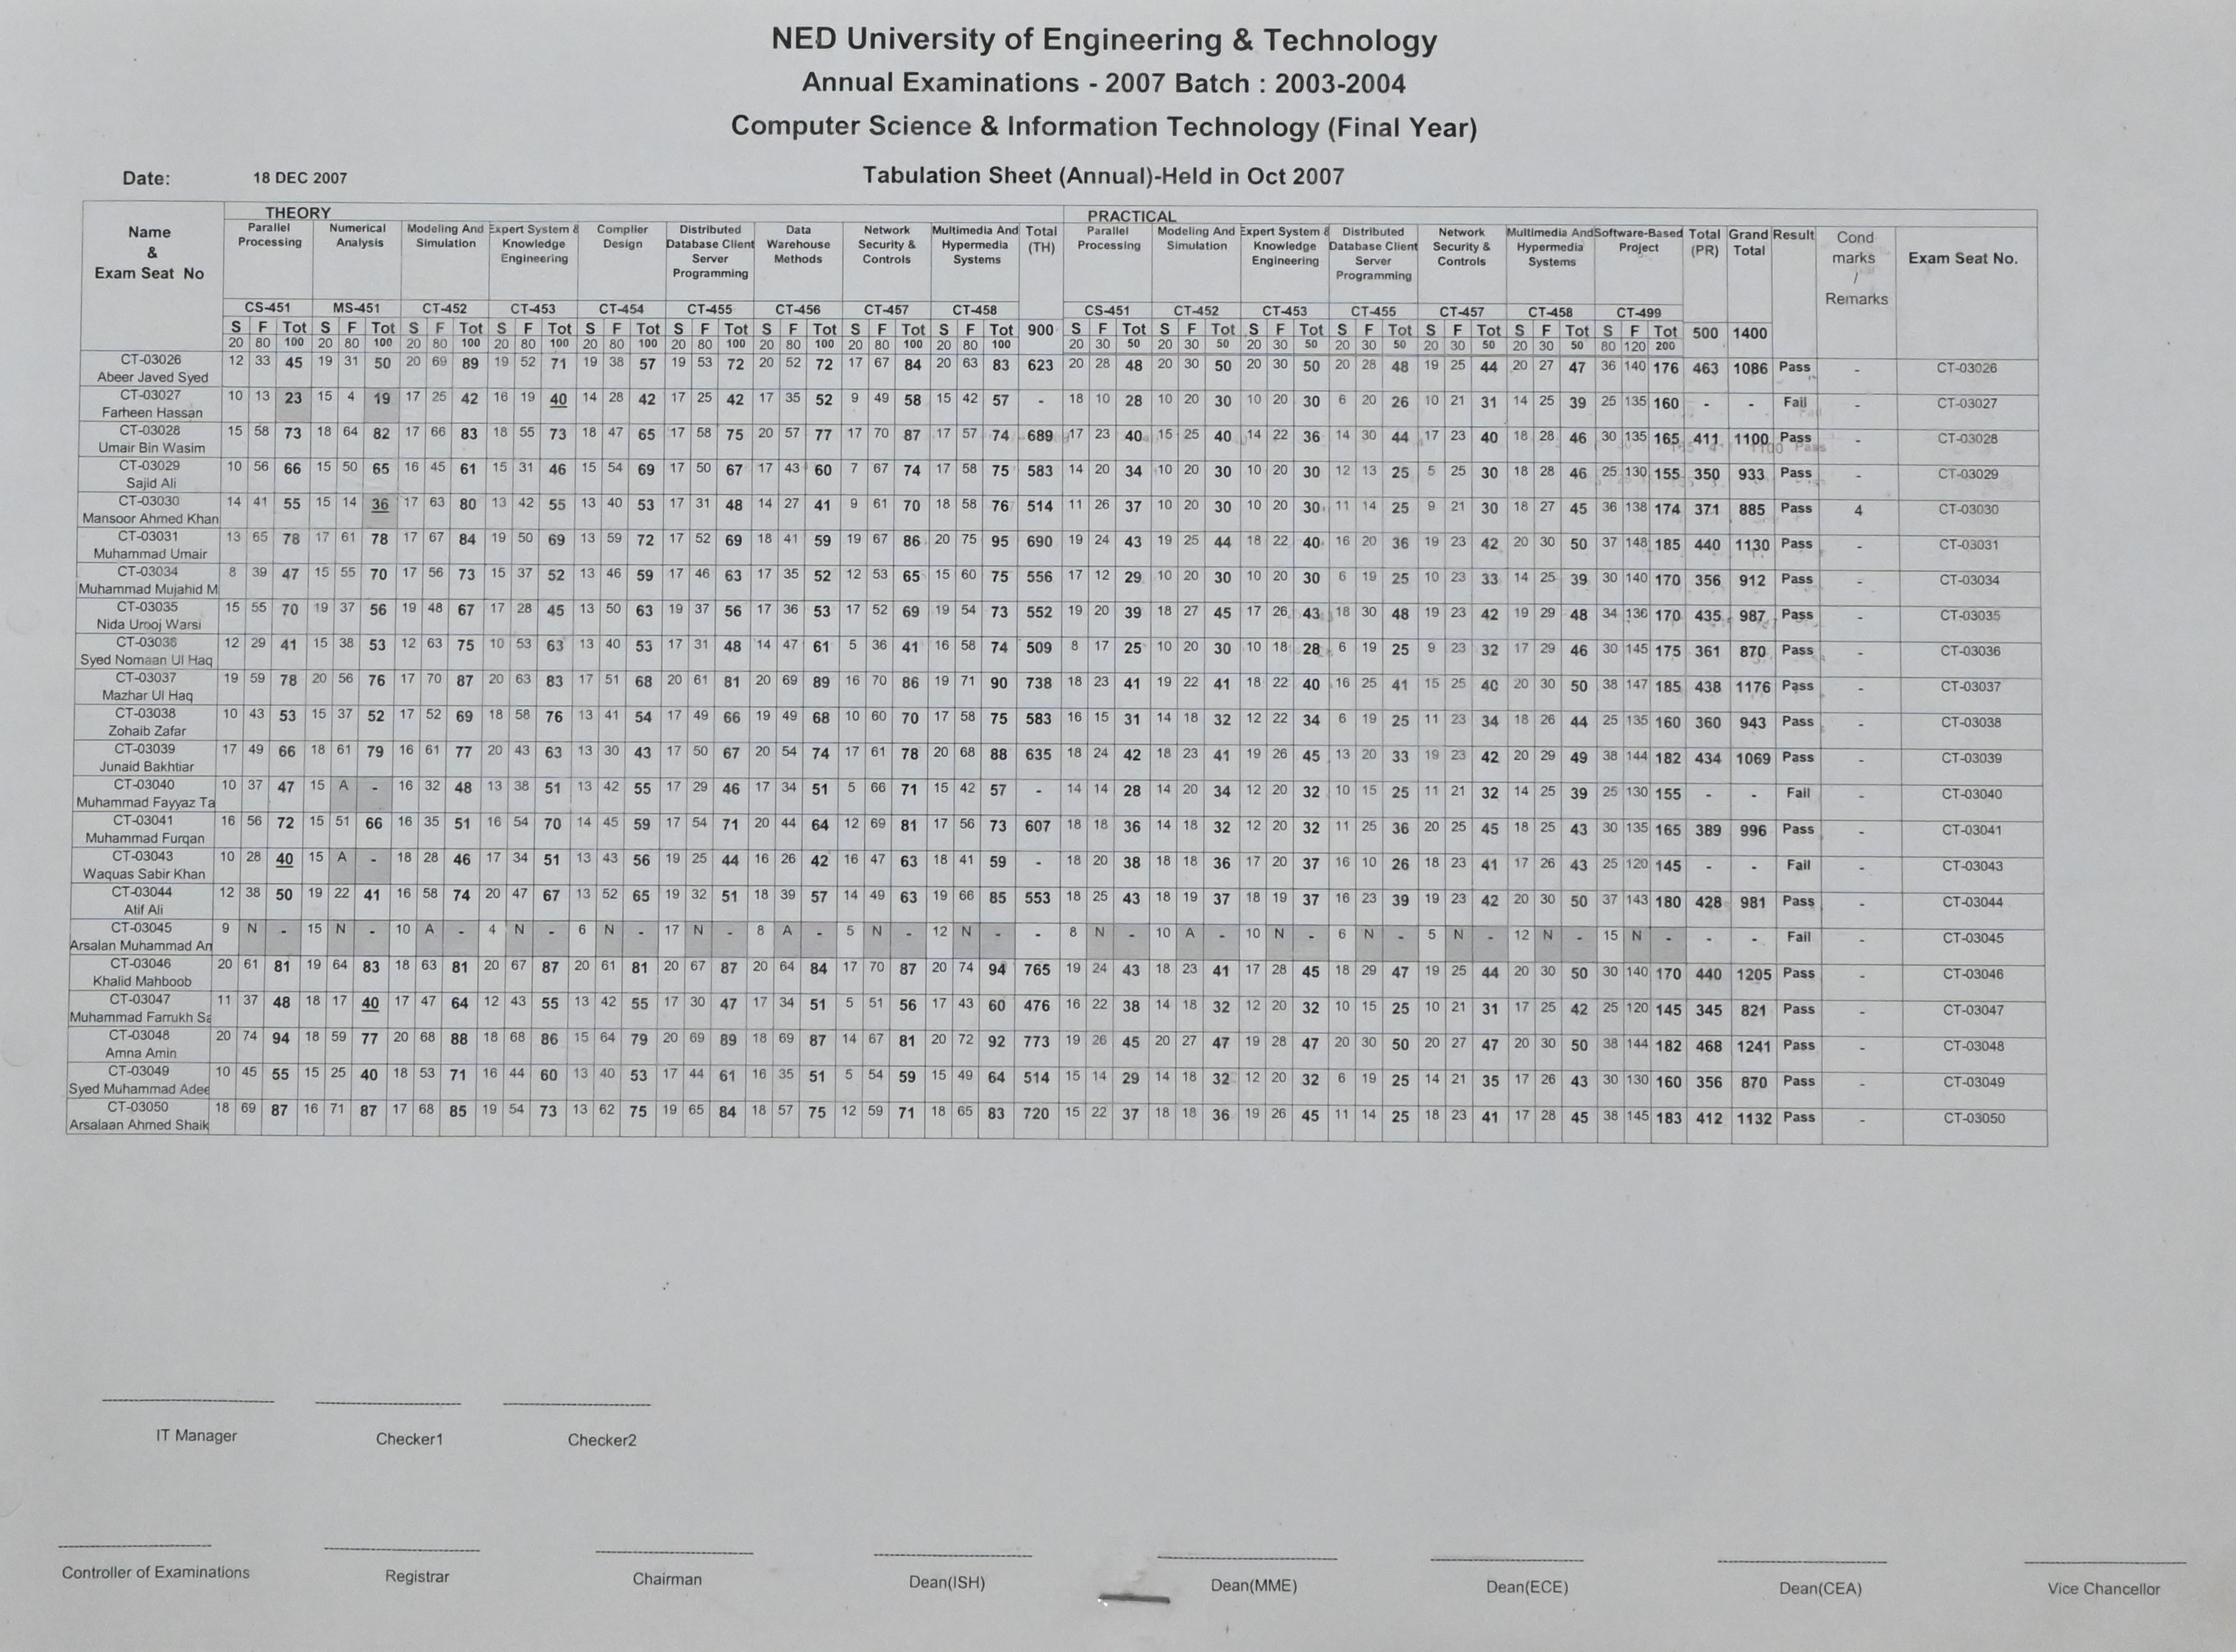 NED University of Engineering & Technology
Annual Examinations - 2007 Batch : 2003-2004
Computer Science & Information Technology (Final Year)
Date: 18 DEC 2007 Tabulation Sheet (Annual)-Held in Oct 2007
THEORY PRACTICAL
Name & Exam Seat No
Parallel Processing Numerical Analysis Modeling And Simulation Expert System & Knowledge Engineering Complier Design Distributed Database Client Server Programming Data Warehouse Methods Network Security & Controls Multimedia And Hypermedia Systems Total (TH) Parallel Processing Modeling And Simulation Expert System & Knowledge Engineering Distributed Database Client Server Programming Network Security & Controls Multimedia And Hypermedia Systems Software-Based Project Total (PR) Grand Total Result Cond marks / Remarks Exam Seat No.
CS-451 MS-451 CT-452 CT-453 CT-454 CT-455 CT-456 CT-457 CT-458 CS-451 CT-452 CT-453 CT-455 CT-457 CT-458 CT-499
S F Tot S F Tot S F Tot S F Tot S F Tot S F Tot S F Tot S F Tot S F Tot 900 S F Tot S F Tot S F Tot S F Tot S F Tot S F Tot S F Tot 500 1400
20 80 100 20 80 100 20 80 100 20 80 100 20 80 100 20 80 100 20 80 100 20 80 100 20 80 100 20 30 50 20 30 50 20 30 50 20 30 50 20 30 50 20 30 50 80 120 200
CT-03026 12 33 45 19 31 50 20 69 89 19 52 71 19 38 57 19 53 72 20 52 72 17 67 84 20 63 83 623 20 28 48 20 30 50 20 30 50 20 28 48 19 25 44 20 27 47 36 140 176 463 1086 Pass - CT-03026
Abeer Javed Syed
CT-03027 10 13 23 15 4 19 17 25 42 16 19 40 14 28 42 17 25 42 17 35 52 9 49 58 15 42 57 - 18 10 28 10 20 30 10 20 30 6 20 26 10 21 31 14 25 39 25 135 160 - - Fail - CT-03027
Farheen Hassan
CT-03028 15 58 73 18 64 82 17 66 83 18 55 73 18 47 65 17 58 75 20 57 77 17 70 87 17 57 74 689 17 23 40 15 25 40 14 22 36 14 30 44 17 23 40 18 28 46 30 135 165 411 1100 Pass - CT-03028
Umair Bin Wasim
CT-03029 10 56 66 15 50 65 16 45 61 15 31 46 15 54 69 17 50 67 17 43 60 7 67 74 17 58 75 583 14 20 34 10 20 30 10 20 30 12 13 25 5 25 30 18 28 46 25 130 155 350 933 Pass - CT-03029
Sajid Ali
CT-03030 14 41 55 15 14 36 17 63 80 13 42 55 13 40 53 17 31 48 14 27 41 9 61 70 18 58 76 514 11 26 37 10 20 30 10 20 30 11 14 25 9 21 30 18 27 45 36 138 174 371 885 Pass 4 CT-03030
Mansoor Ahmed Khan
CT-03031 13 65 78 17 61 78 17 67 84 19 50 69 13 59 72 17 52 69 18 41 59 19 67 86 20 75 95 690 19 24 43 19 25 44 18 22 40 16 20 36 19 23 42 20 30 50 37 148 185 440 1130 Pass - CT-03031
Muhammad Umair
CT-03034 8 39 47 15 55 70 17 56 73 15 37 52 13 46 59 17 46 63 17 35 52 12 53 65 15 60 75 556 17 12 29 10 20 30 10 20 30 6 19 25 10 23 33 14 25 39 30 140 170 356 912 Pass - CT-03034
Muhammad Mujahid M
CT-03035 15 55 70 19 37 56 19 48 67 17 28 45 13 50 63 19 37 56 17 36 53 17 52 69 19 54 73 552 19 20 39 18 27 45 17 26 43 18 30 48 19 23 42 19 29 48 34 136 170 435 987 Pass - CT-03035
Nida Urooj Warsi
CT-03036 12 29 41 15 38 53 12 63 75 10 53 63 13 40 53 17 31 48 14 47 61 5 36 41 16 58 74 509 8 17 25 10 20 30 10 18 28 6 19 25 9 23 32 17 29 46 30 145 175 361 870 Pass - CT-03036
Syed Nomaan Ul Haq
CT-03037 19 59 78 20 56 76 17 70 87 20 63 83 17 51 68 20 61 81 20 69 89 16 70 86 19 71 90 738 18 23 41 19 22 41 18 22 40 16 25 41 15 25 40 20 30 50 38 147 185 438 1176 Pass - CT-03037
Mazhar Ul Haq
CT-03038 10 43 53 15 37 52 17 52 69 18 58 76 13 41 54 17 49 66 19 49 68 10 60 70 17 58 75 583 16 15 31 14 18 32 12 22 34 6 19 25 11 23 34 18 26 44 25 135 160 360 943 Pass - CT-03038
Zohaib Zafar
CT-03039 17 49 66 18 61 79 16 61 77 20 43 63 13 30 43 17 50 67 20 54 74 17 61 78 20 68 88 635 18 24 42 18 23 41 19 26 45 13 20 33 19 23 42 20 29 49 38 144 182 434 1069 Pass - CT-03039
Junaid Bakhtiar
CT-03040 10 37 47 15 A - 16 32 48 13 38 51 13 42 55 17 29 46 17 34 51 5 66 71 15 42 57 - 14 14 28 14 20 34 12 20 32 10 15 25 11 21 32 14 25 39 25 130 155 - - Fail - CT-03040
Muhammad Fayyaz Ta
CT-03041 16 56 72 15 51 66 16 35 51 16 54 70 14 45 59 17 54 71 20 44 64 12 69 81 17 56 73 607 18 18 36 14 18 32 12 20 32 11 25 36 20 25 45 18 25 43 30 135 165 389 996 Pass - CT-03041
Muhammad Furqan
CT-03043 10 28 40 15 A - 18 28 46 17 34 51 13 43 56 19 25 44 16 26 42 16 47 63 18 41 59 - 18 20 38 18 18 36 17 20 37 16 10 26 18 23 41 17 26 43 25 120 145 - - Fail - CT-03043
Waquas Sabir Khan
CT-03044 12 38 50 19 22 41 16 58 74 20 47 67 13 52 65 19 32 51 18 39 57 14 49 63 19 66 85 553 18 25 43 18 19 37 18 19 37 16 23 39 19 23 42 20 30 50 37 143 180 428 981 Pass - CT-03044
Atif Ali
CT-03045 9 N - 15 N - 10 A - 4 N - 6 N - 17 N - 8 A - 5 N - 12 N - - 8 N - 10 A - 10 N - 6 N - 5 N - 12 N - 15 N - - - Fail - CT-03045
Arsalan Muhammad An
CT-03046 20 61 81 19 64 83 18 63 81 20 67 87 20 61 81 20 67 87 20 64 84 17 70 87 20 74 94 765 19 24 43 18 23 41 17 28 45 18 29 47 19 25 44 20 30 50 30 140 170 440 1205 Pass - CT-03046
Khalid Mahboob
CT-03047 11 37 48 18 17 40 17 47 64 12 43 55 13 42 55 17 30 47 17 34 51 5 51 56 17 43 60 476 16 22 38 14 18 32 12 20 32 10 15 25 10 21 31 17 25 42 25 120 145 345 821 Pass - CT-03047
Muhammad Farrukh Sa
CT-03048 20 74 94 18 59 77 20 68 88 18 68 86 15 64 79 20 69 89 18 69 87 14 67 81 20 72 92 773 19 26 45 20 27 47 19 28 47 20 30 50 20 27 47 20 30 50 38 144 182 468 1241 Pass - CT-03048
Amna Amin
CT-03049 10 45 55 15 25 40 18 53 71 16 44 60 13 40 53 17 44 61 16 35 51 5 54 59 15 49 64 514 15 14 29 14 18 32 12 20 32 6 19 25 14 21 35 17 26 43 30 130 160 356 870 Pass - CT-03049
Syed Muhammad Adee
CT-03050 18 69 87 16 71 87 17 68 85 19 54 73 13 62 75 19 65 84 18 57 75 12 59 71 18 65 83 720 15 22 37 18 18 36 19 26 45 11 14 25 18 23 41 17 28 45 38 145 183 412 1132 Pass - CT-03050
Arsalaan Ahmed Shaik
IT Manager Checker1 Checker2
Controller of Examinations Registrar Chairman Dean(ISH) Dean(MME) Dean(ECE) Dean(CEA) Vice Chancellor